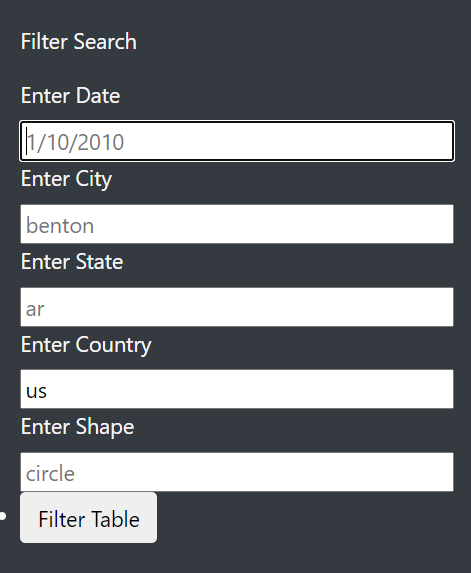 Filter Search
Enter Date
1/10/2010
Enter City
benton
Enter State
ar
Enter Country
us
Enter Shape
circle
Filter Table